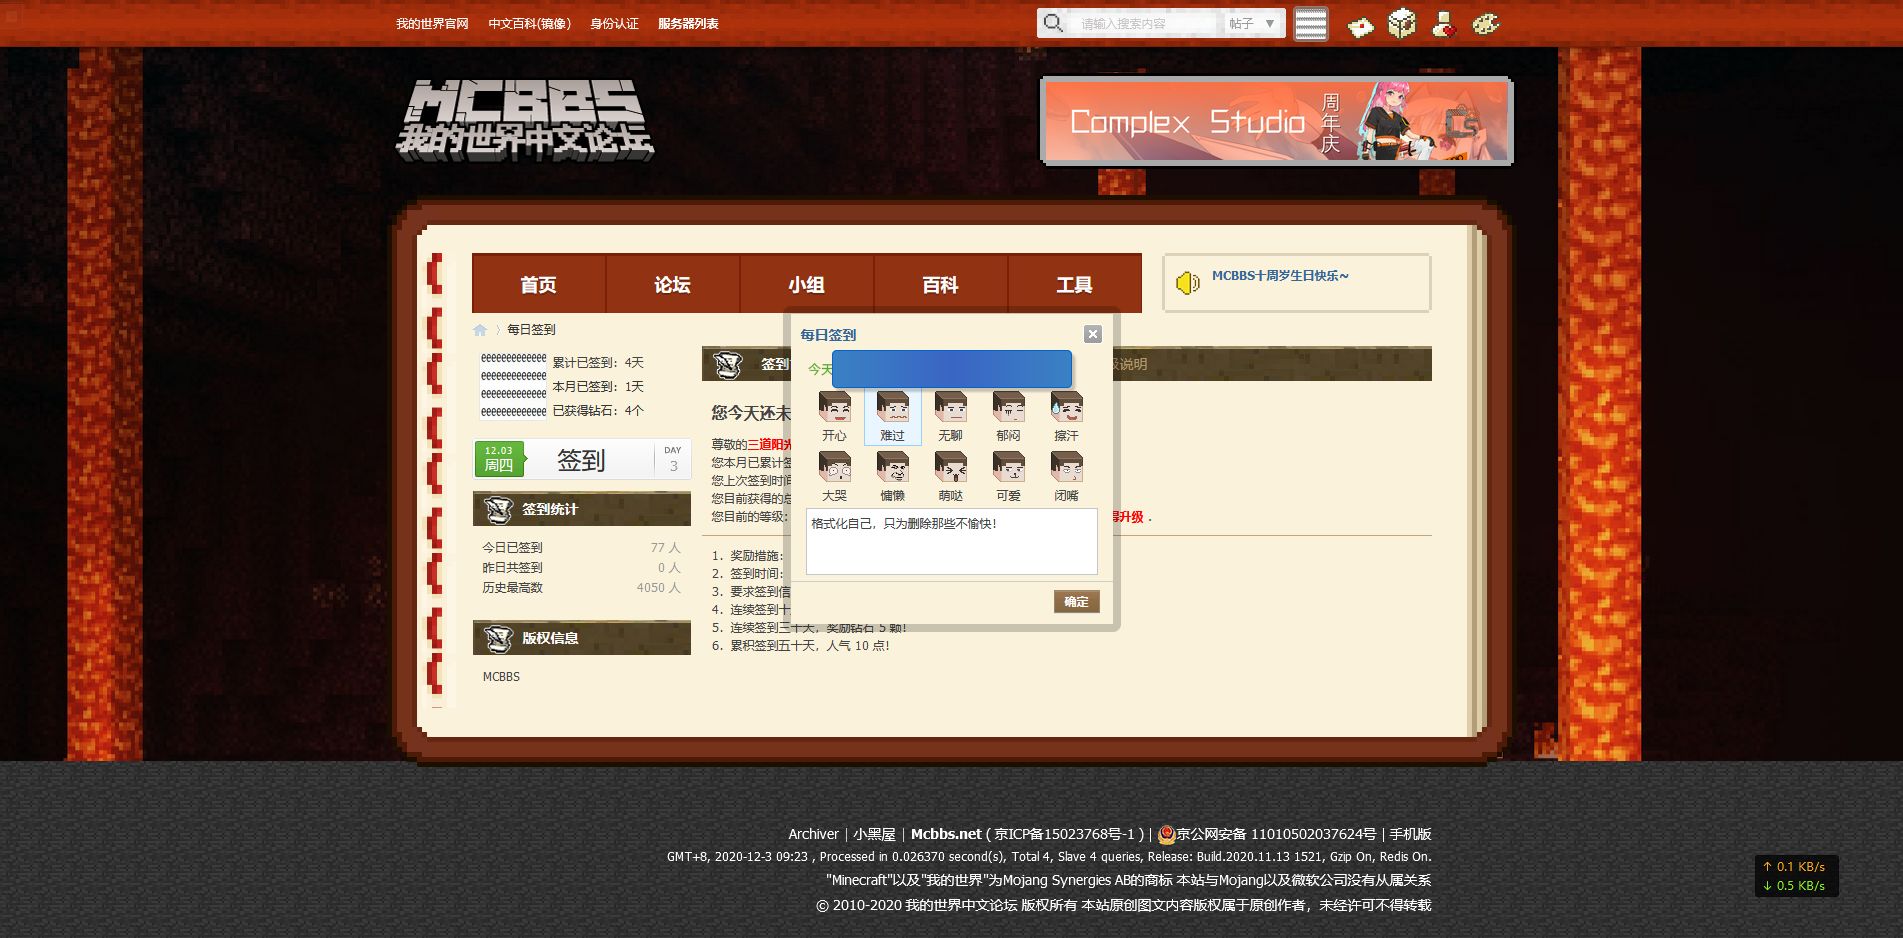 我的世界官网 中文百科(镜像) 身份认证 服务器列表
请输入搜索内容 帖子 ▼
MCBBS
我的世界中文论坛
Complex Studio 周年庆 CS
首页 论坛 小组 百科 工具
MCBBS十周岁生日快乐~
每日签到
累计已签到: 4天
本月已签到: 1天
已获得钻石: 4个
12.03
周四
签到
DAY
3
签到统计
今日已签到 77 人
昨日共签到 0 人
历史最高数 4050 人
版权信息
MCBBS
签到
说明
您今天还未
尊敬的三道阳光
您本月已累计签
您上次签到时间
您目前获得的总
您目前的等级:
得升级 .
1. 奖励措施:
2. 签到时间:
3. 要求签到信
4. 连续签到十
5. 连续签到三十天，奖励钻石 5 颗!
6. 累积签到五十天，人气 10 点!
每日签到
今天
开心 难过 无聊 郁闷 擦汗
大哭 慵懒 萌哒 可爱 闭嘴
格式化自己，只为删除那些不愉快!
确定
Archiver | 小黑屋 | Mcbbs.net ( 京ICP备15023768号-1 ) | 京公网安备 11010502037624号 | 手机版
GMT+8, 2020-12-3 09:23 , Processed in 0.026370 second(s), Total 4, Slave 4 queries, Release: Build.2020.11.13 1521, Gzip On, Redis On.
"Minecraft"以及"我的世界"为Mojang Synergies AB的商标 本站与Mojang以及微软公司没有从属关系
© 2010-2020 我的世界中文论坛 版权所有 本站原创图文内容版权属于原创作者，未经许可不得转载
↑ 0.1 KB/s
↓ 0.5 KB/s